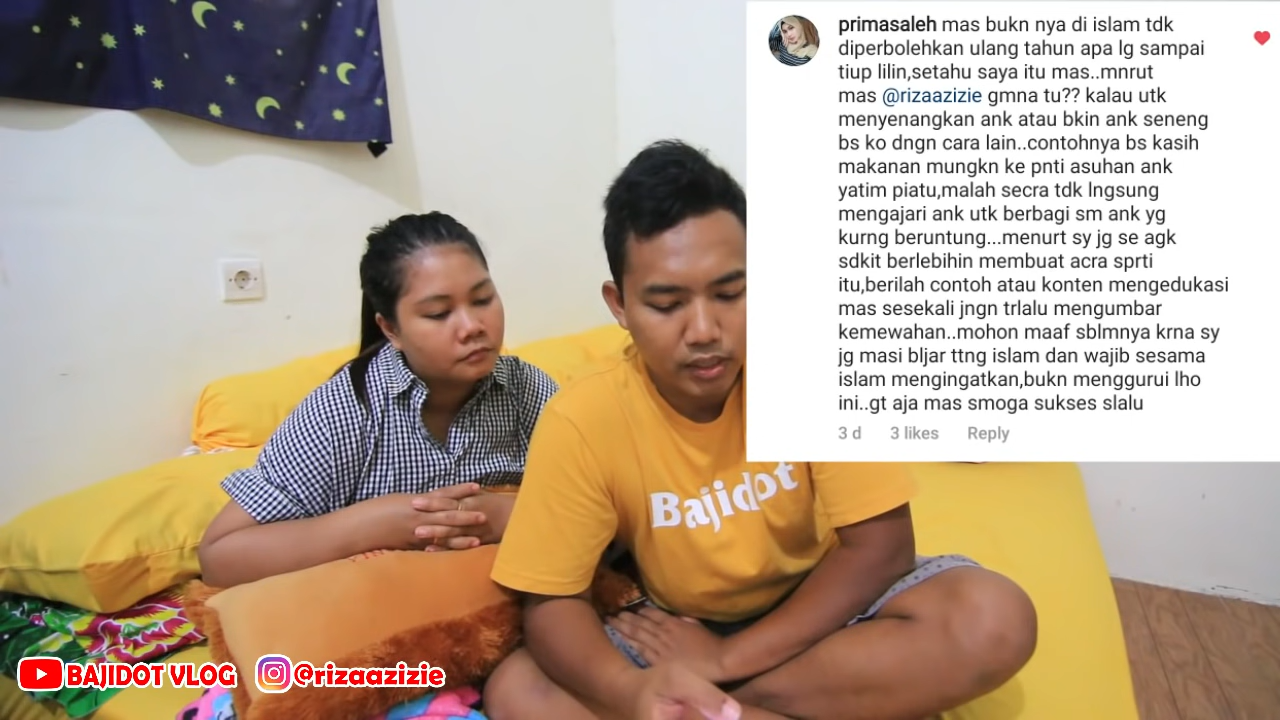 primasaleh mas bukn nya di islam tdk
diperbolehkan ulang tahun apa lg sampai
tiup lilin,setahu saya itu mas..mnrut
mas @rizaazizie gmna tu?? kalau utk
menyenangkan ank atau bkin ank seneng
bs ko dngn cara lain..contohnya bs kasih
makanan mungkn ke pnti asuhan ank
yatim piatu,malah secra tdk lngsung
mengajari ank utk berbagi sm ank yg
kurng beruntung...menurt sy jg se agk
sdkit berlebihin membuat acra sprti
itu,berilah contoh atau konten mengedukasi
mas sesekali jngn trlalu mengumbar
kemewahan..mohon maaf sblmnya krna sy
jg masi bljar ttng islam dan wajib sesama
islam mengingatkan,bukn menggurui lho
ini..gt aja mas smoga sukses slalu
3 d 3 likes Reply
Bajidot
BAJIDOT VLOG @rizaazizie